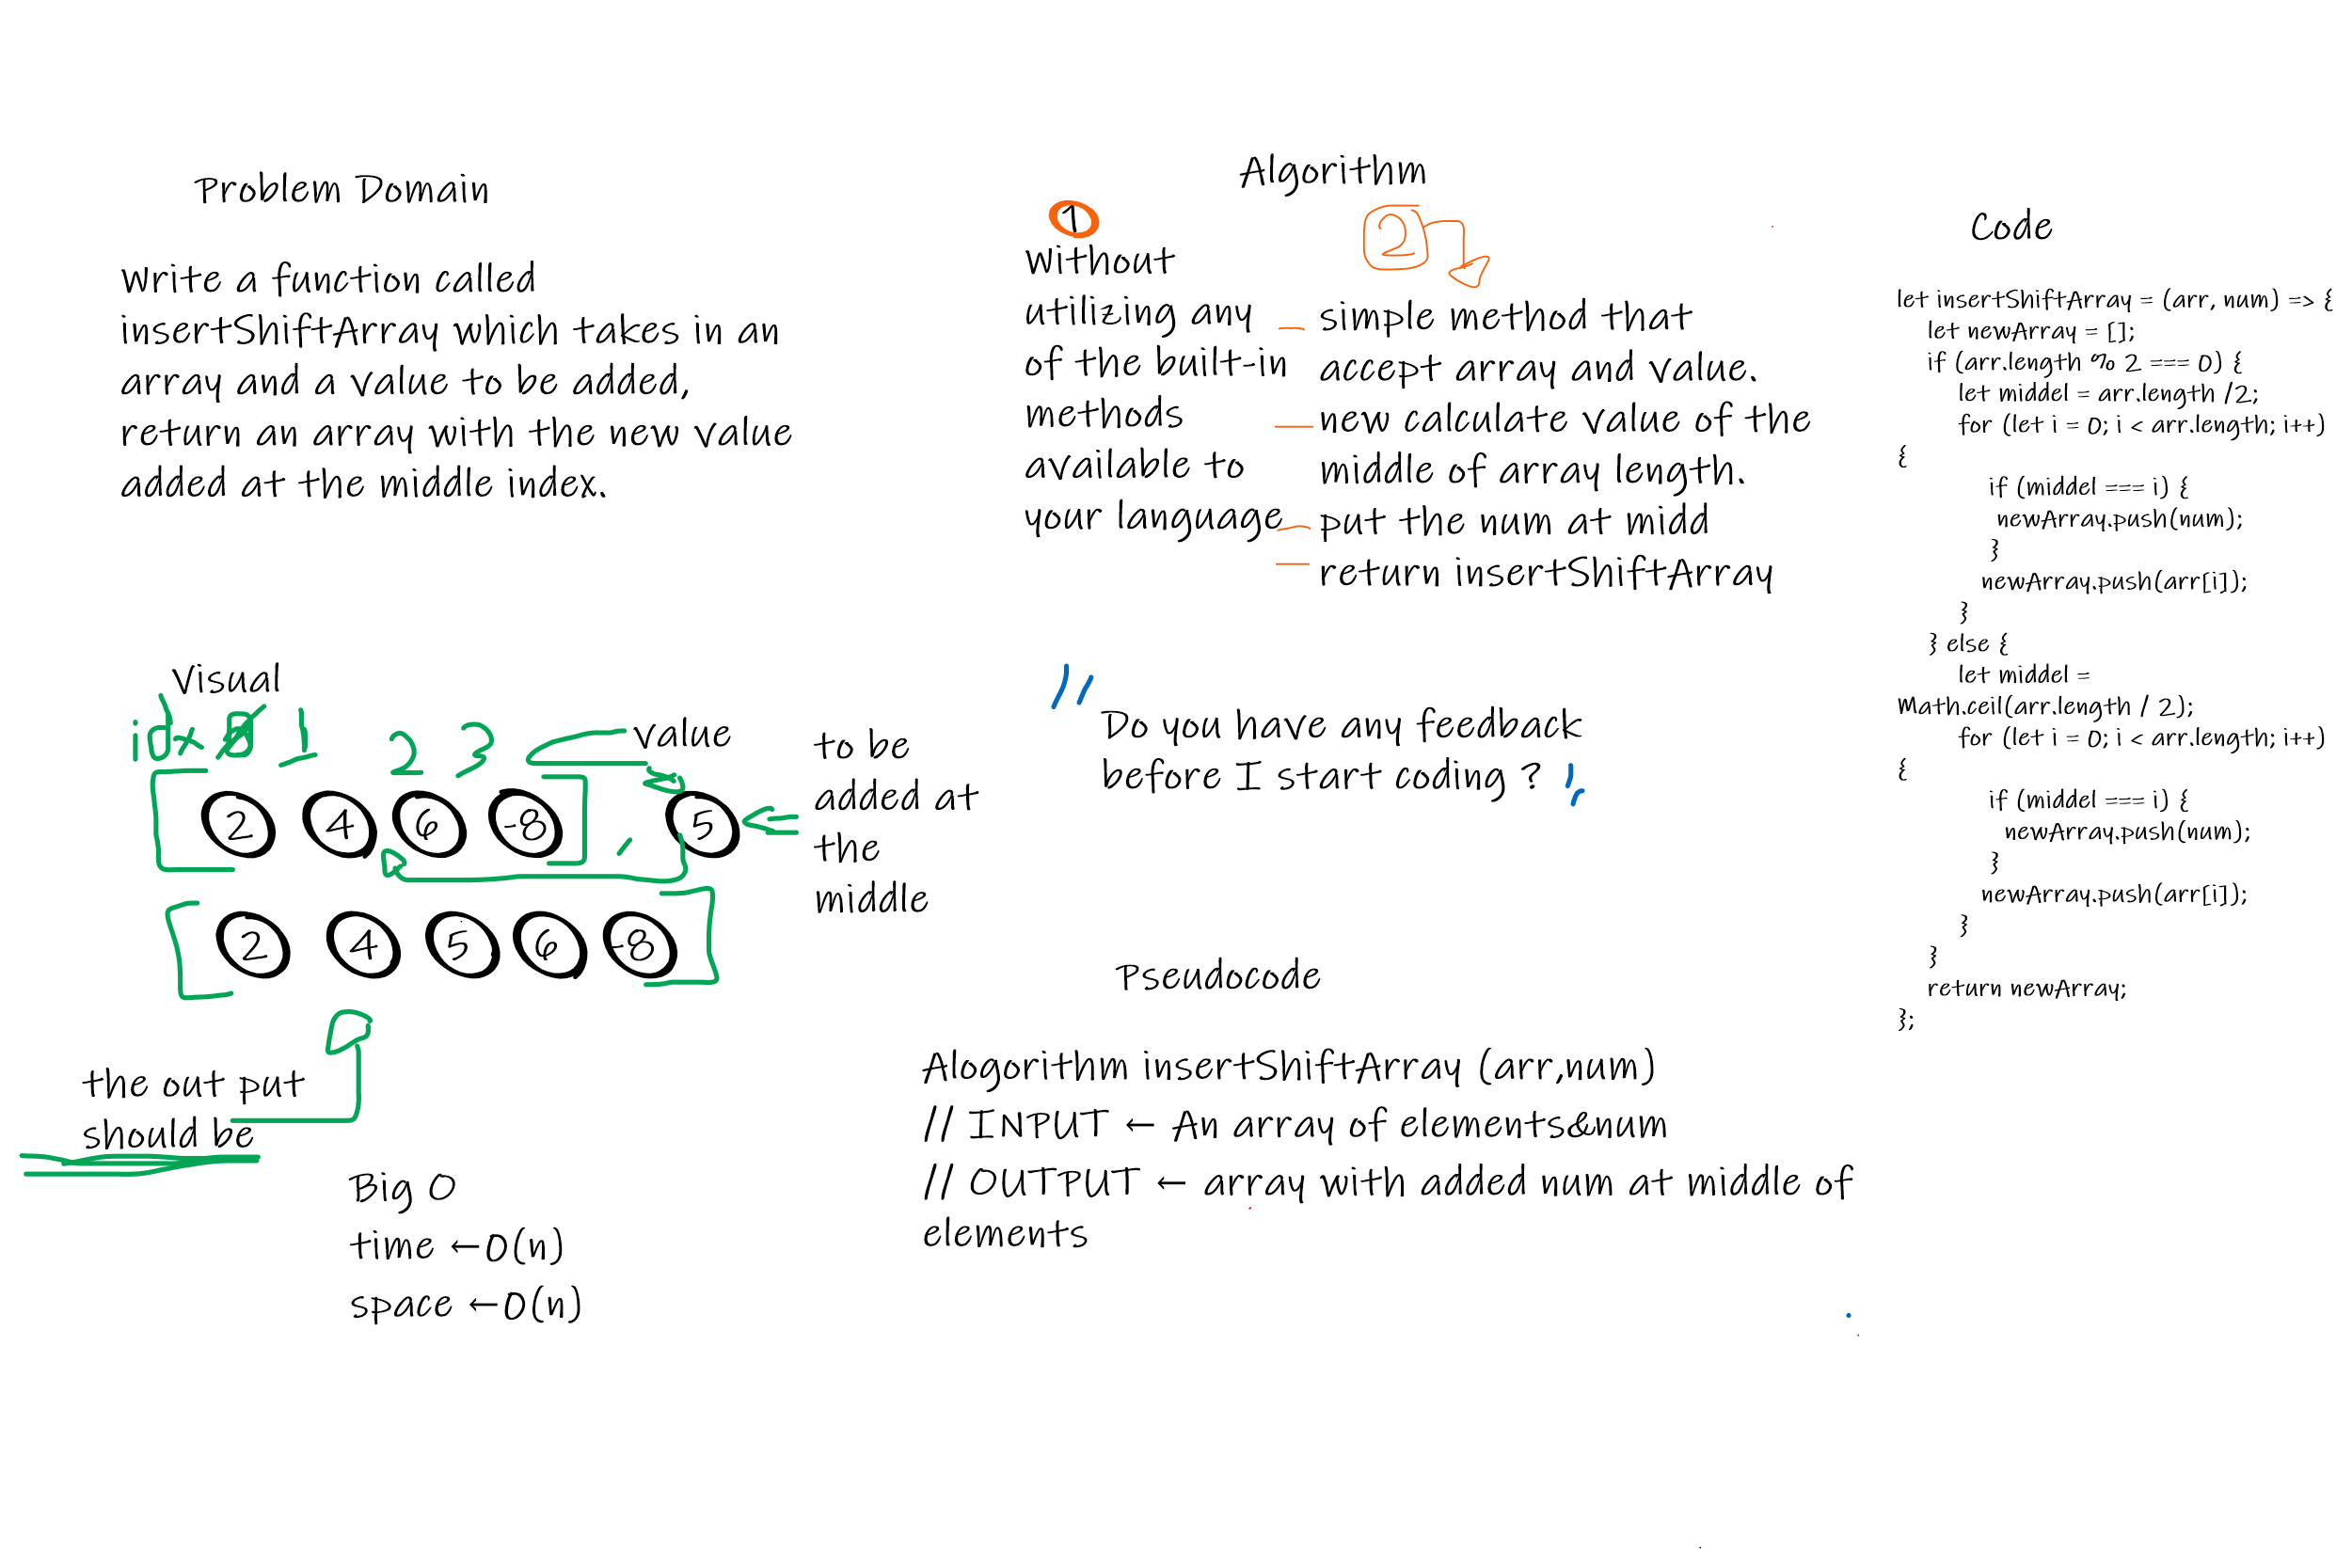 Problem Domain
Write a function called
insertShiftArray which takes in an
array and a value to be added,
return an array with the new value
added at the middle index.
Visual
idx 0 1 2 3
value
2 4 6 -8 , 5
to be
added at
the
middle
2 4 5 6 -8
the out put
should be
Big O
time ←O(n)
space ←O(n)
Algorithm
1
Without
utilizing any
of the built-in
methods
available to
your language
2
simple method that
accept array and value.
new calculate value of the
middle of array length.
put the num at midd
return insertShiftArray
" Do you have any feedback
before I start coding ? "
Pseudocode
Alogorithm insertShiftArray (arr,num)
// INPUT ← An array of elements&num
// OUTPUT ← array with added num at middle of
elements
Code
let insertShiftArray = (arr, num) => {
let newArray = [];
if (arr.length % 2 === 0) {
let middel = arr.length /2;
for (let i = 0; i < arr.length; i++)
{
if (middel === i) {
newArray.push(num);
}
newArray.push(arr[i]);
}
} else {
let middel =
Math.ceil(arr.length / 2);
for (let i = 0; i < arr.length; i++)
{
if (middel === i) {
newArray.push(num);
}
newArray.push(arr[i]);
}
}
return newArray;
};